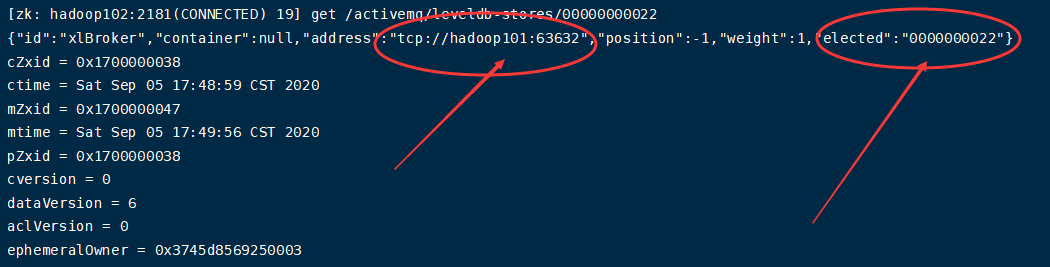 [zk: hadoop102:2181(CONNECTED) 19] get /activemq/leveldb-stores/00000000022
{"id":"xlBroker","container":null,"address":"tcp://hadoop101:63632","position":-1,"weight":1,"elected":"0000000022"}
cZxid = 0x1700000038
ctime = Sat Sep 05 17:48:59 CST 2020
mZxid = 0x1700000047
mtime = Sat Sep 05 17:49:56 CST 2020
pZxid = 0x1700000038
cversion = 0
dataVersion = 6
aclVersion = 0
ephemeralOwner = 0x3745d8569250003